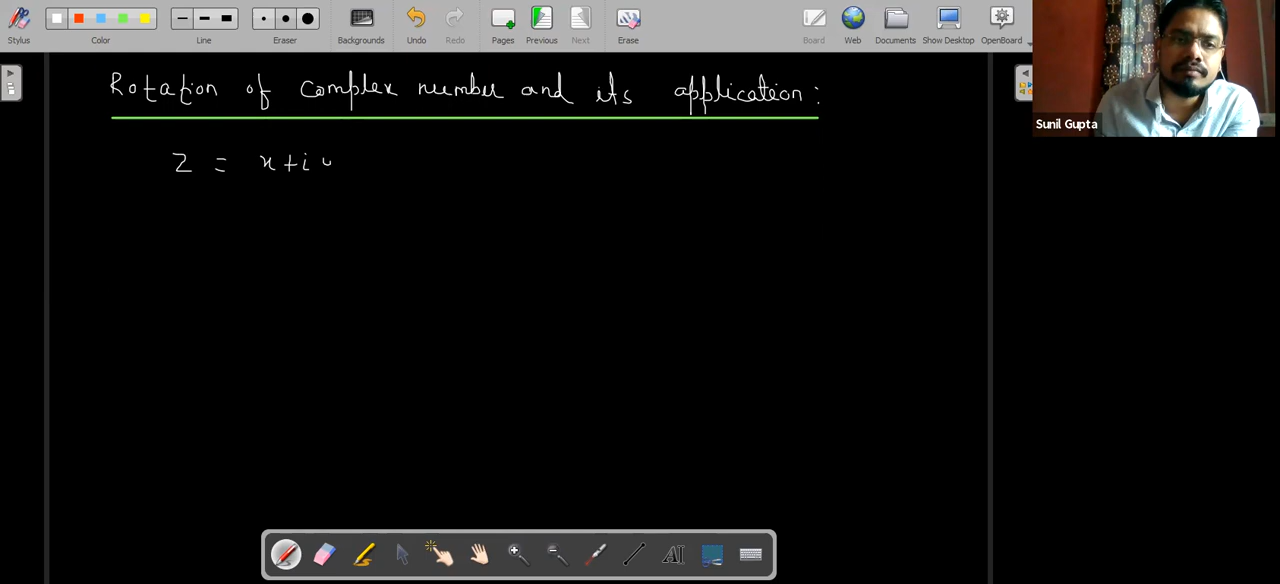 Stylus Color Line Eraser Backgrounds Undo Redo Pages Previous Next Erase Board Web Documents Show Desktop OpenBoard
Rotation of complex number and its application:
Sunil Gupta
Z = x+i
AI